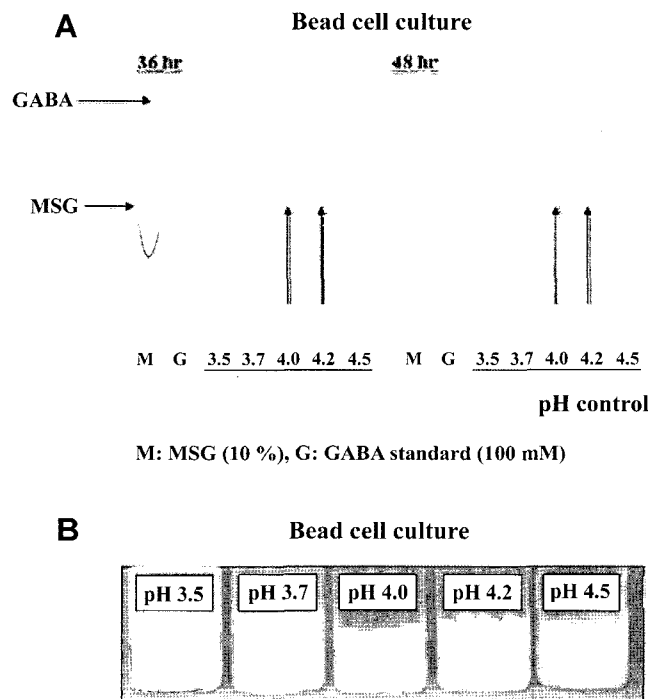 A
Bead cell culture
36 hr 48 hr
GABA
MSG
M G 3.5 3.7 4.0 4.2 4.5 M G 3.5 3.7 4.0 4.2 4.5
pH control
M: MSG (10 %), G: GABA standard (100 mM)
B
Bead cell culture
pH 3.5 pH 3.7 pH 4.0 pH 4.2 pH 4.5